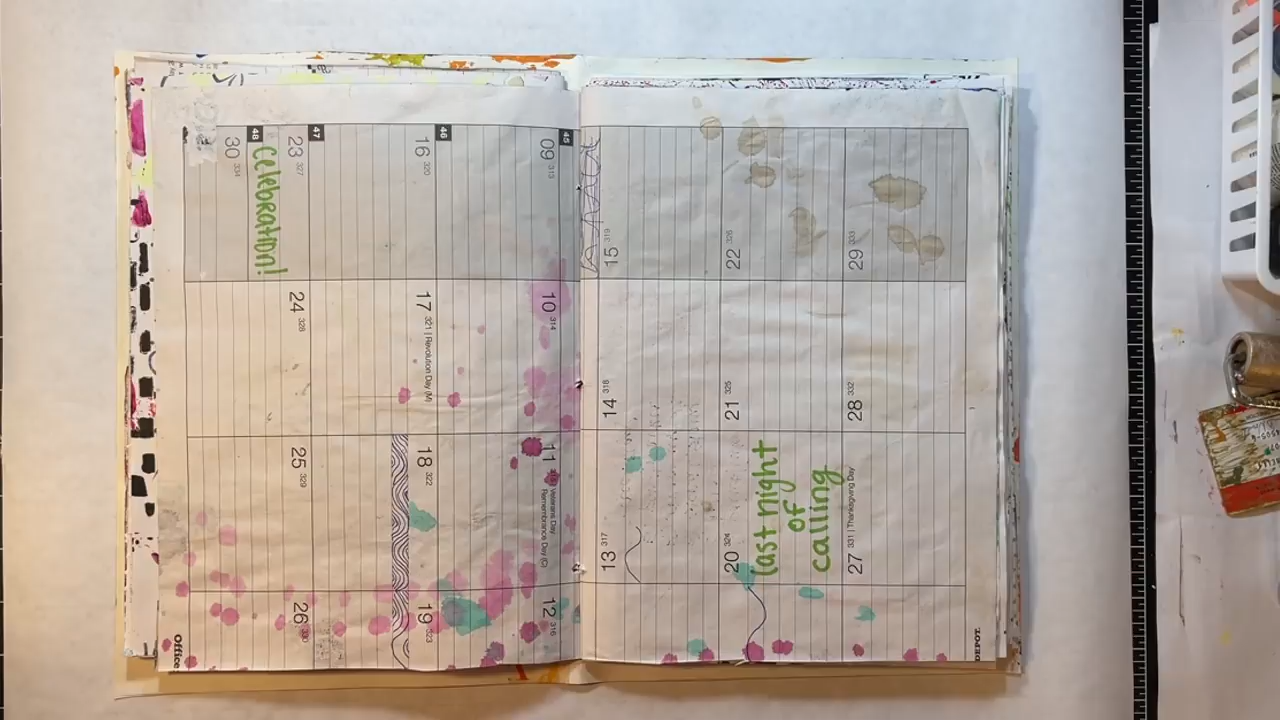 45
09 313
10 314
11
Veterans Day
Remembrance Day (C)
12 316
46
16 320
17 321 | Revolution Day (M)
18 322
19 323
47
23 327
24 328
25 329
26 330
48
Celebration!
30 334
15 319
14 318
13 317
22 326
21 325
20 324
last night
of
calling
29 333
28 332
27 331 | Thanksgiving Day
Office
DEPOT.